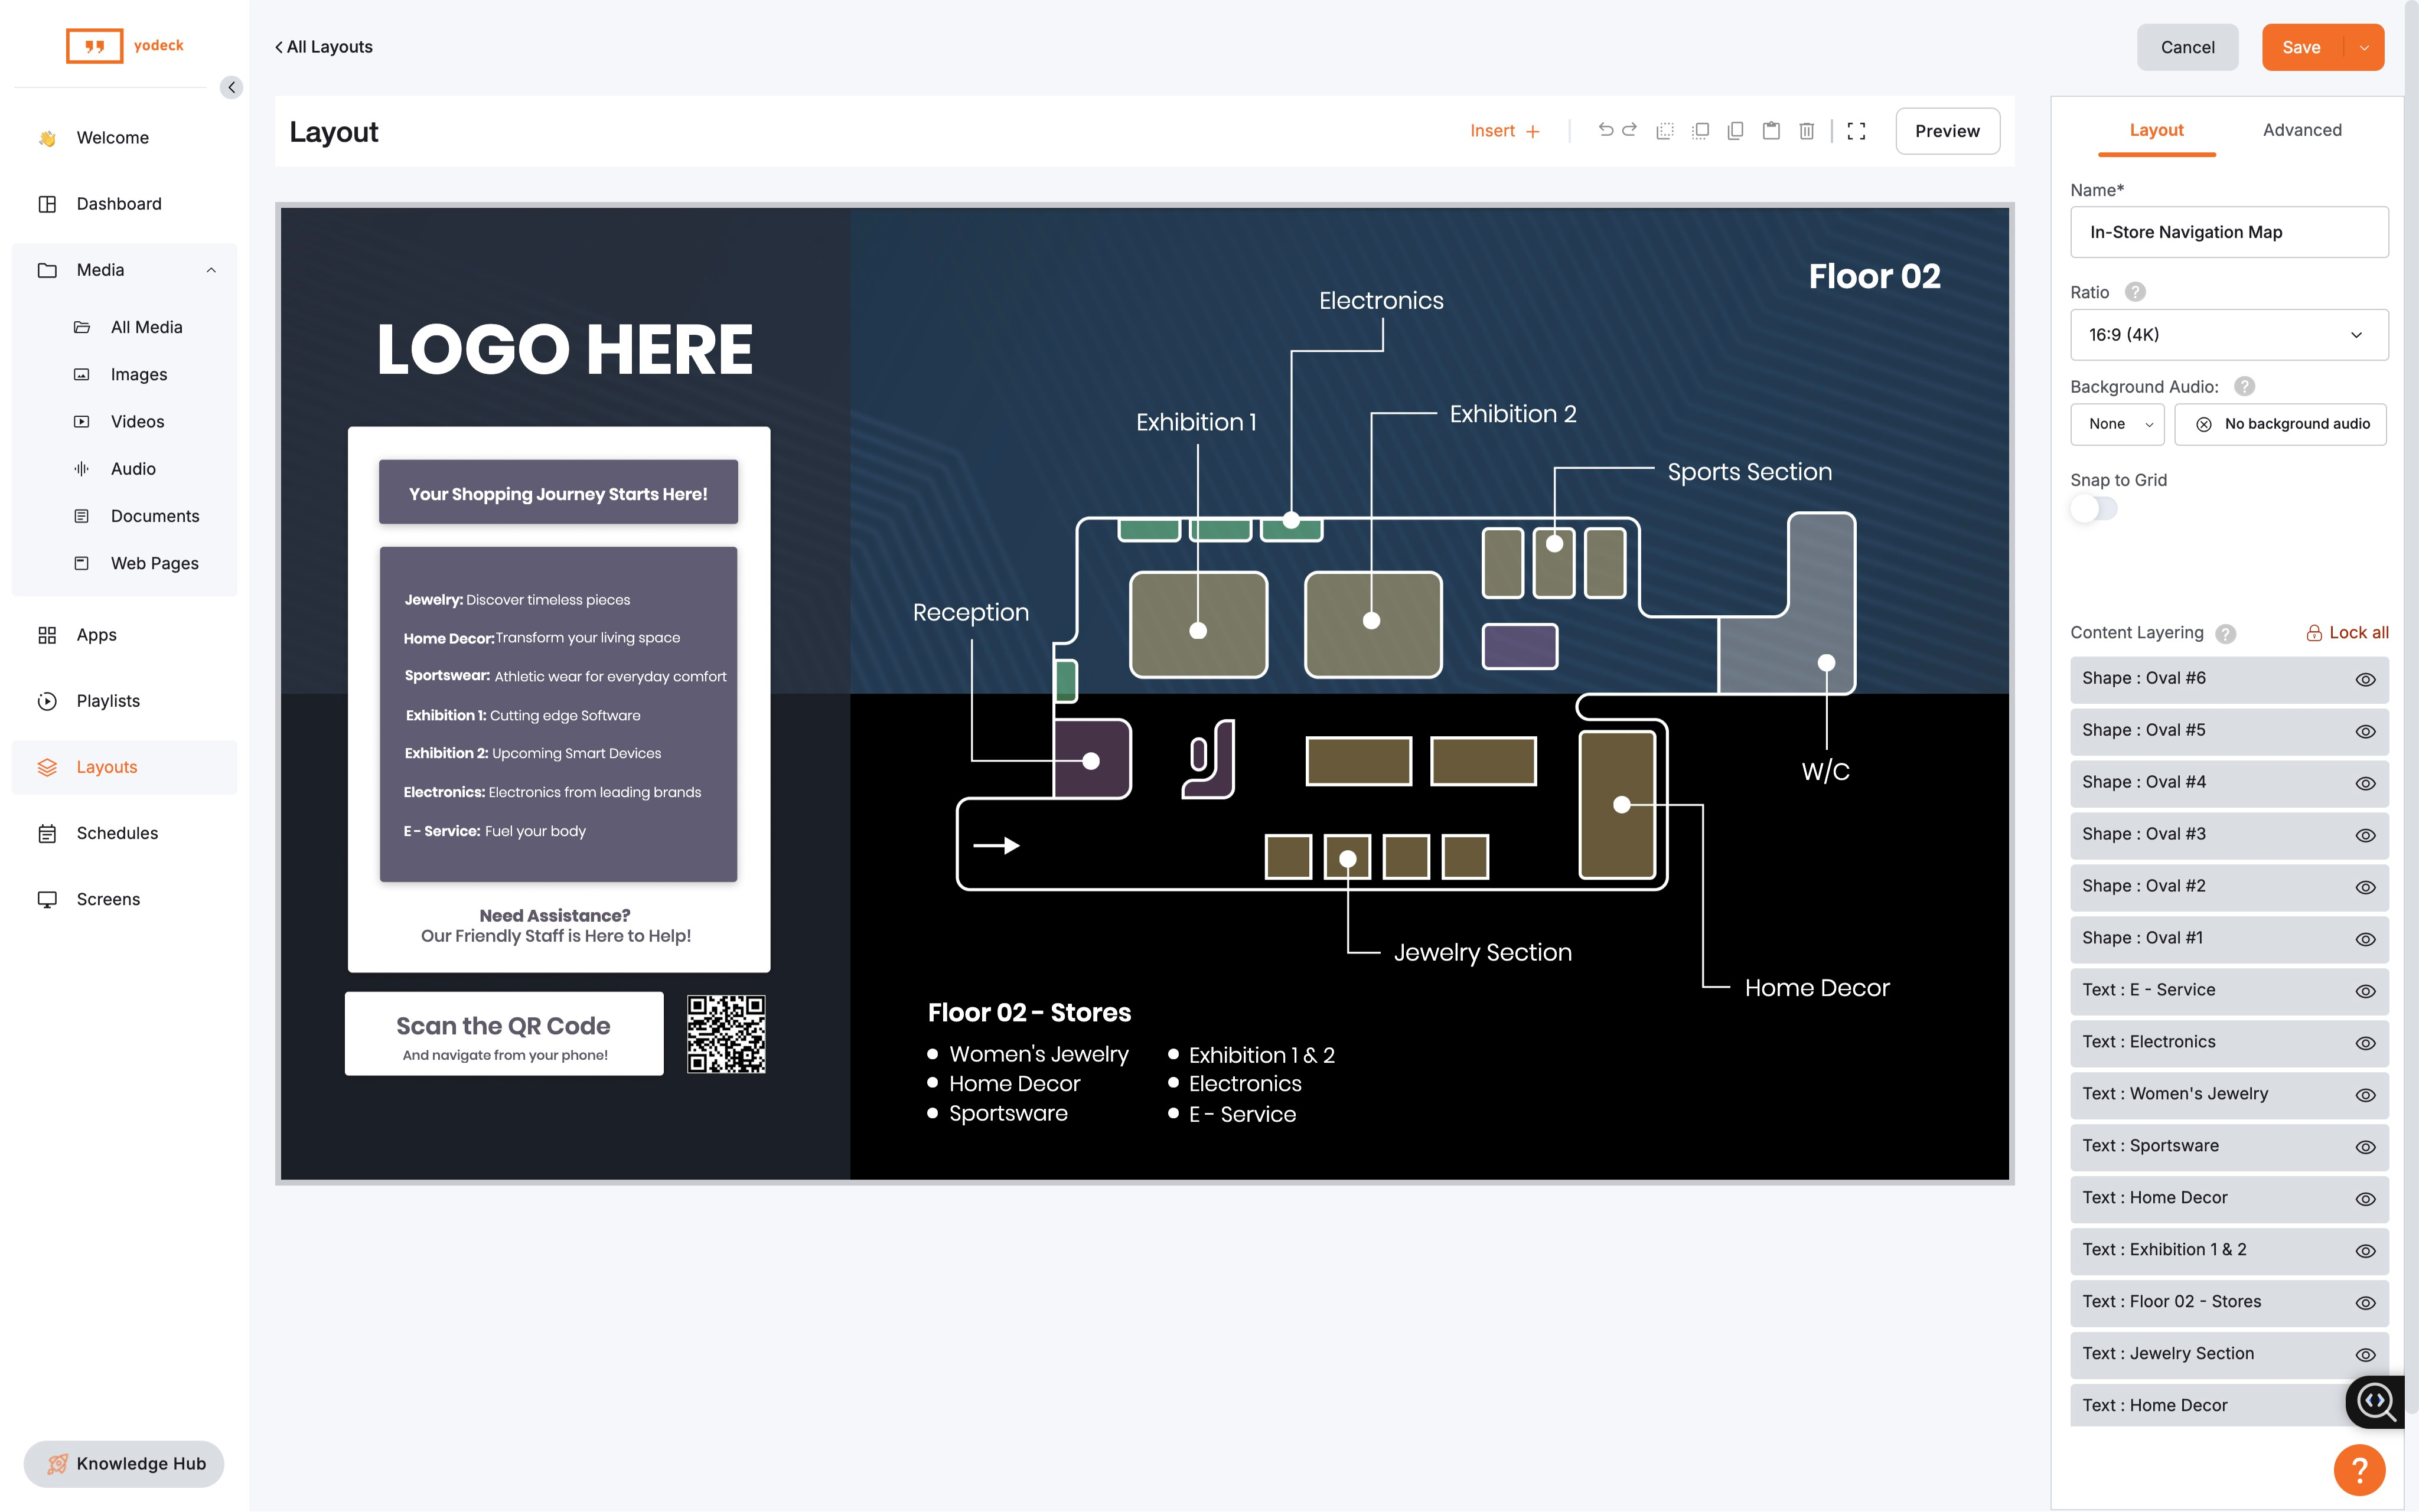 yodeck
Welcome
Dashboard
Media
All Media
Images
Videos
Audio
Documents
Web Pages
Apps
Playlists
Layouts
Schedules
Screens
Knowledge Hub
All Layouts
Cancel
Save
Layout
Insert +
Preview
LOGO HERE
Your Shopping Journey Starts Here!
Jewelry: Discover timeless pieces
Home Decor: Transform your living space
Sportswear: Athletic wear for everyday comfort
Exhibition 1: Cutting edge Software
Exhibition 2: Upcoming Smart Devices
Electronics: Electronics from leading brands
E - Service: Fuel your body
Need Assistance?
Our Friendly Staff is Here to Help!
Scan the QR Code
And navigate from your phone!
Floor 02
Electronics
Exhibition 1
Exhibition 2
Sports Section
Reception
W/C
Jewelry Section
Home Decor
Floor 02 - Stores
Women's Jewelry
Home Decor
Sportsware
Exhibition 1 & 2
Electronics
E - Service
Layout
Advanced
Name*
In-Store Navigation Map
Ratio ?
16:9 (4K)
Background Audio: ?
None
No background audio
Snap to Grid
Content Layering ?
Lock all
Shape : Oval #6
Shape : Oval #5
Shape : Oval #4
Shape : Oval #3
Shape : Oval #2
Shape : Oval #1
Text : E - Service
Text : Electronics
Text : Women's Jewelry
Text : Sportsware
Text : Home Decor
Text : Exhibition 1 & 2
Text : Floor 02 - Stores
Text : Jewelry Section
Text : Home Decor
?